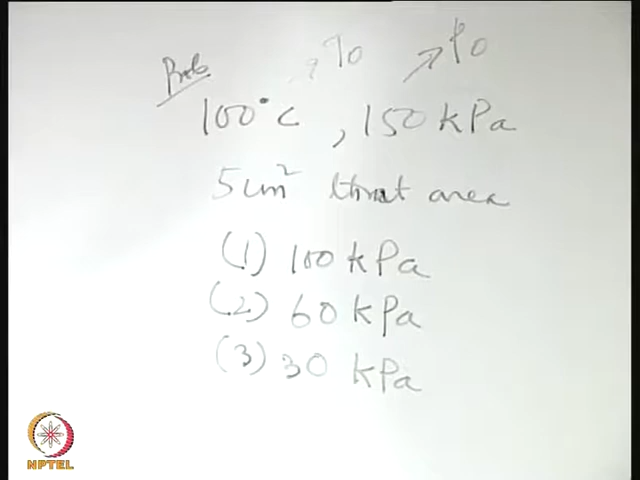 Prob
T0 P0
100°C , 150 kPa
5 cm² throat area
(1) 100 kPa
(2) 60 kPa
(3) 30 kPa
NPTEL